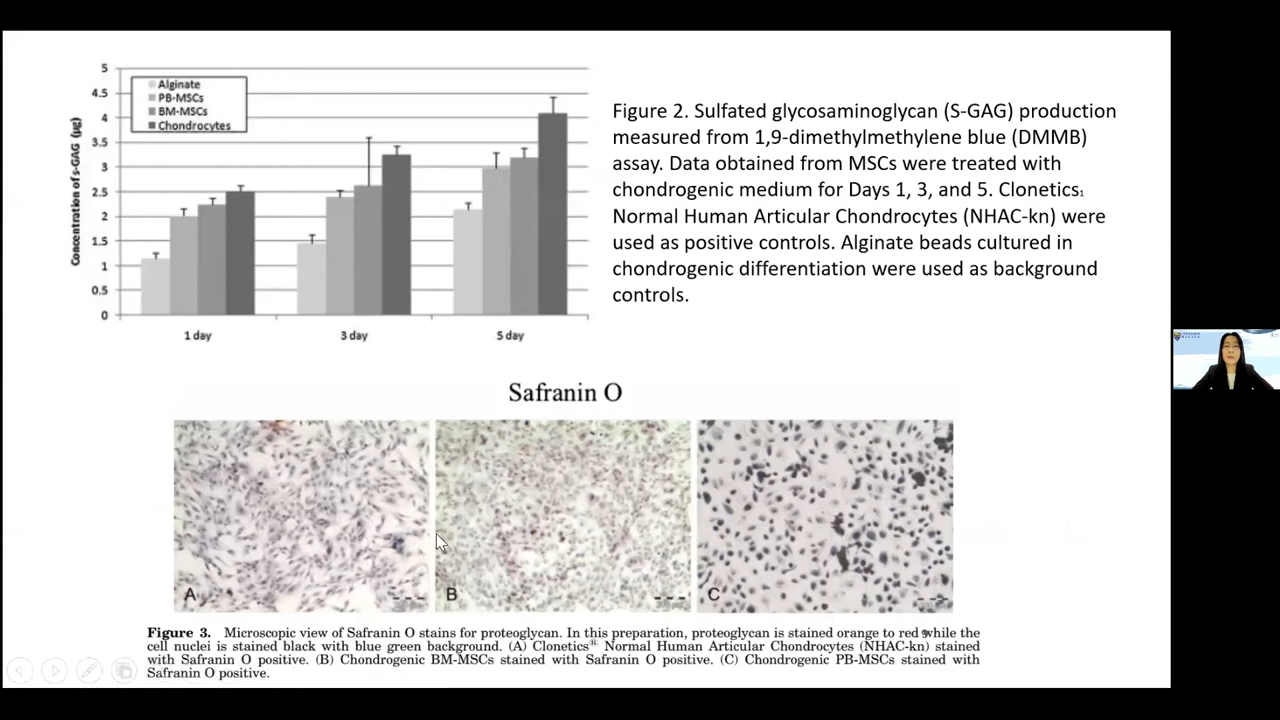 5
4.5
4
3.5
3
2.5
2
1.5
1
0.5
0
Concentration of s-GAG (µg)
Alginate
PB-MSCs
BM-MSCs
Chondrocytes
1 day
3 day
5 day
Figure 2. Sulfated glycosaminoglycan (S-GAG) production
measured from 1,9-dimethylmethylene blue (DMMB)
assay. Data obtained from MSCs were treated with
chondrogenic medium for Days 1, 3, and 5. Clonetics1
Normal Human Articular Chondrocytes (NHAC-kn) were
used as positive controls. Alginate beads cultured in
chondrogenic differentiation were used as background
controls.
Safranin O
A
B
C
Figure 3. Microscopic view of Safranin O stains for proteoglycan. In this preparation, proteoglycan is stained orange to red while the
cell nuclei is stained black with blue green background. (A) Clonetics® Normal Human Articular Chondrocytes (NHAC-kn) stained
with Safranin O positive. (B) Chondrogenic BM-MSCs stained with Safranin O positive. (C) Chondrogenic PB-MSCs stained with
Safranin O positive.